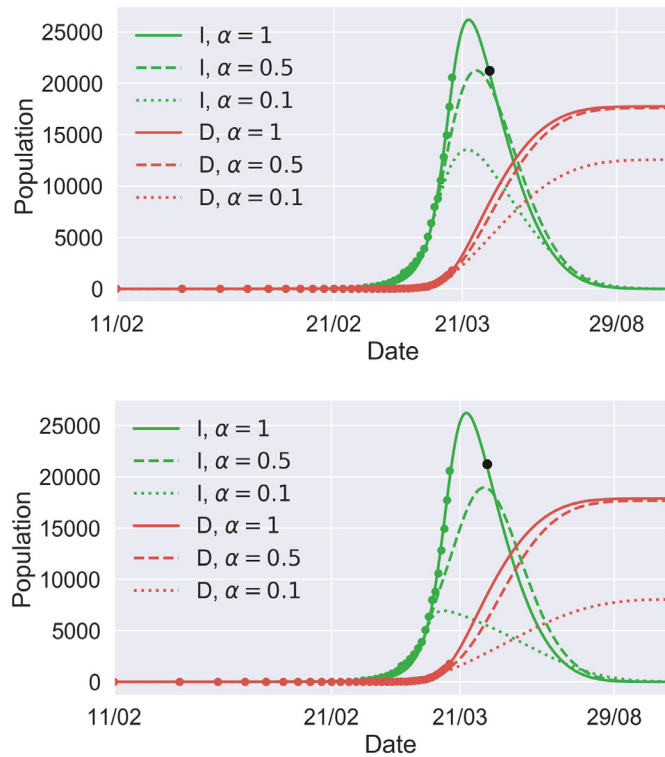 25000
20000
15000
10000
5000
0
Population
I, α = 1
I, α = 0.5
I, α = 0.1
D, α = 1
D, α = 0.5
D, α = 0.1
11/02 21/02 21/03 29/08
Date
25000
20000
15000
10000
5000
0
Population
I, α = 1
I, α = 0.5
I, α = 0.1
D, α = 1
D, α = 0.5
D, α = 0.1
11/02 21/02 21/03 29/08
Date